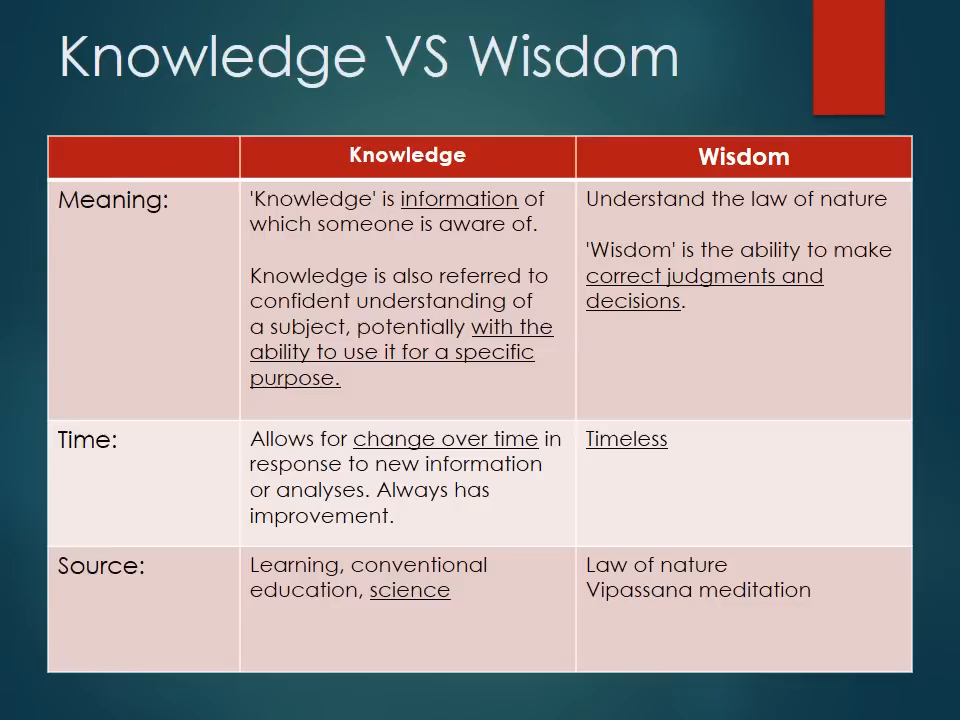 Knowledge VS Wisdom
Knowledge
Wisdom
Meaning:
'Knowledge' is information of
which someone is aware of.
Knowledge is also referred to
confident understanding of
a subject, potentially with the
ability to use it for a specific
purpose.
Understand the law of nature
'Wisdom' is the ability to make
correct judgments and
decisions.
Time:
Allows for change over time in
response to new information
or analyses. Always has
improvement.
Timeless
Source:
Learning, conventional
education, science
Law of nature
Vipassana meditation